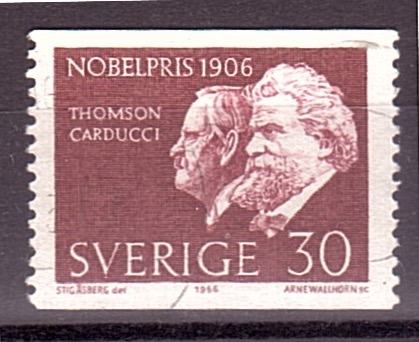 NOBELPRIS 1906
THOMSON
CARDUCCI
SVERIGE 30
STIG ÅSBERG del 1966 ARNE WALLHORN sc